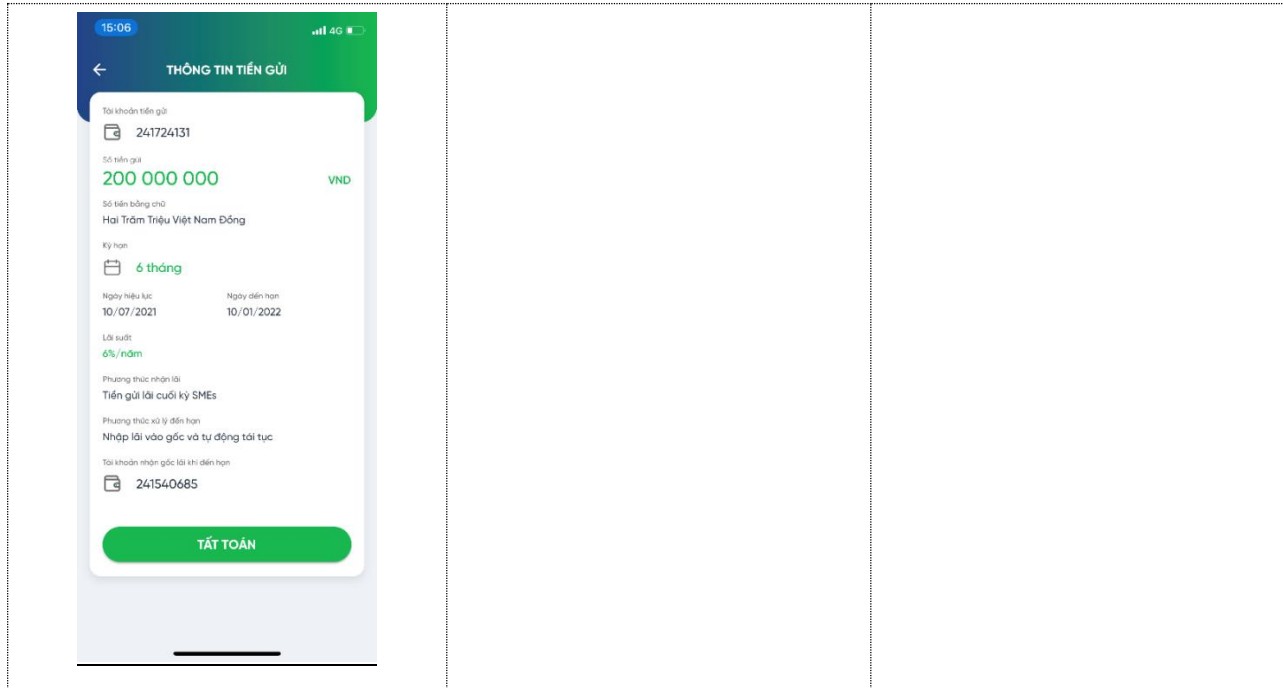 15:06
4G
THÔNG TIN TIỀN GỬI
Tài khoản tiền gửi
241724131
Số tiền gửi
200 000 000 VND
Số tiền bằng chữ
Hai Trăm Triệu Việt Nam Đồng
Kỳ hạn
6 tháng
Ngày hiệu lực Ngày đến hạn
10/07/2021 10/01/2022
Lãi suất
6%/năm
Phương thức nhận lãi
Tiền gửi lãi cuối kỳ SMEs
Phương thức xử lý đến hạn
Nhập lãi vào gốc và tự động tái tục
Tài khoản nhận gốc lãi khi đến hạn
241540685
TẤT TOÁN